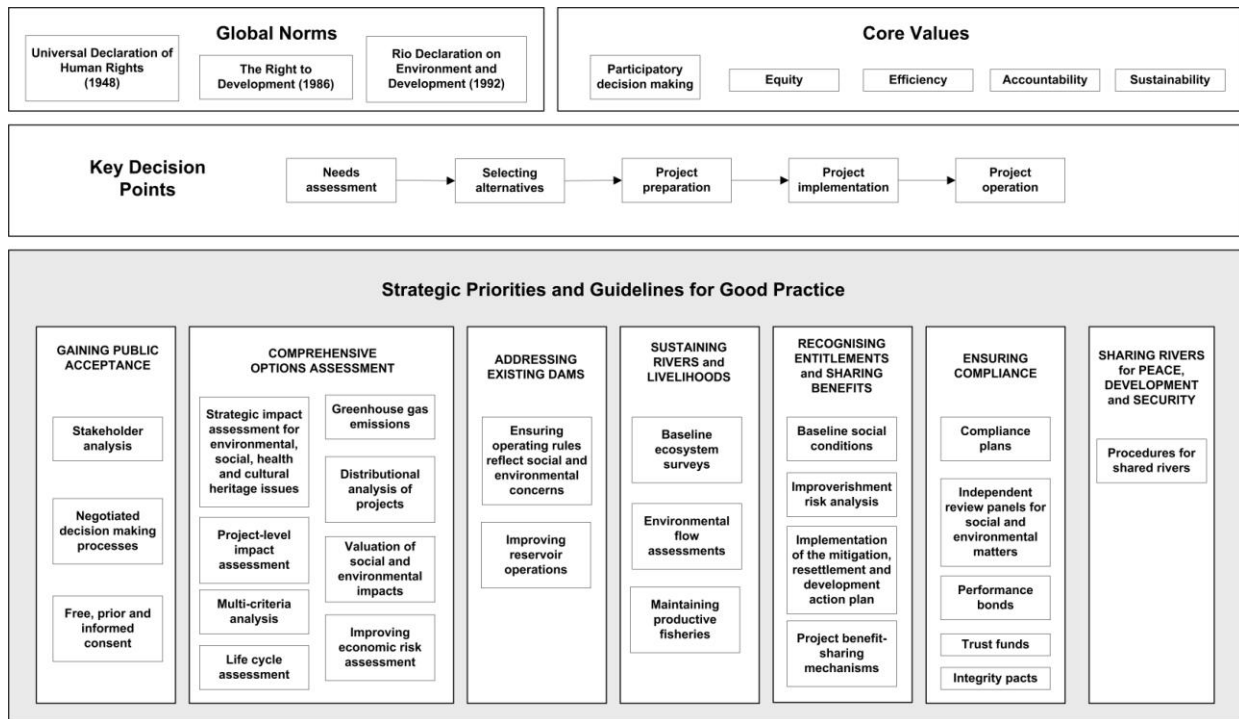 Global Norms
Universal Declaration of
Human Rights
(1948)
The Right to
Development (1986)
Rio Declaration on
Environment and
Development (1992)
Core Values
Participatory
decision making
Equity
Efficiency
Accountability
Sustainability
Key Decision
Points
Needs
assessment
Selecting
alternatives
Project
preparation
Project
implementation
Project
operation
Strategic Priorities and Guidelines for Good Practice
GAINING PUBLIC
ACCEPTANCE
Stakeholder
analysis
Negotiated
decision making
processes
Free, prior and
informed
consent
COMPREHENSIVE
OPTIONS ASSESSMENT
Strategic impact
assessment for
environmental,
social, health
and cultural
heritage issues
Project-level
impact
assessment
Multi-criteria
analysis
Life cycle
assessment
Greenhouse gas
emissions
Distributional
analysis of
projects
Valuation of
social and
environmental
impacts
Improving
economic risk
assessment
ADDRESSING
EXISTING DAMS
Ensuring
operating rules
reflect social and
environmental
concerns
Improving
reservoir
operations
SUSTAINING
RIVERS and
LIVELIHOODS
Baseline
ecosystem
surveys
Environmental
flow
assessments
Maintaining
productive
fisheries
RECOGNISING
ENTITLEMENTS
and SHARING
BENEFITS
Baseline social
conditions
Improverishment
risk analysis
Implementation
of the mitigation,
resettlement and
development
action plan
Project benefit-
sharing
mechanisms
ENSURING
COMPLIANCE
Compliance
plans
Independent
review panels for
social and
environmental
matters
Performance
bonds
Trust funds
Integrity pacts
SHARING RIVERS
for PEACE,
DEVELOPMENT
and SECURITY
Procedures for
shared rivers